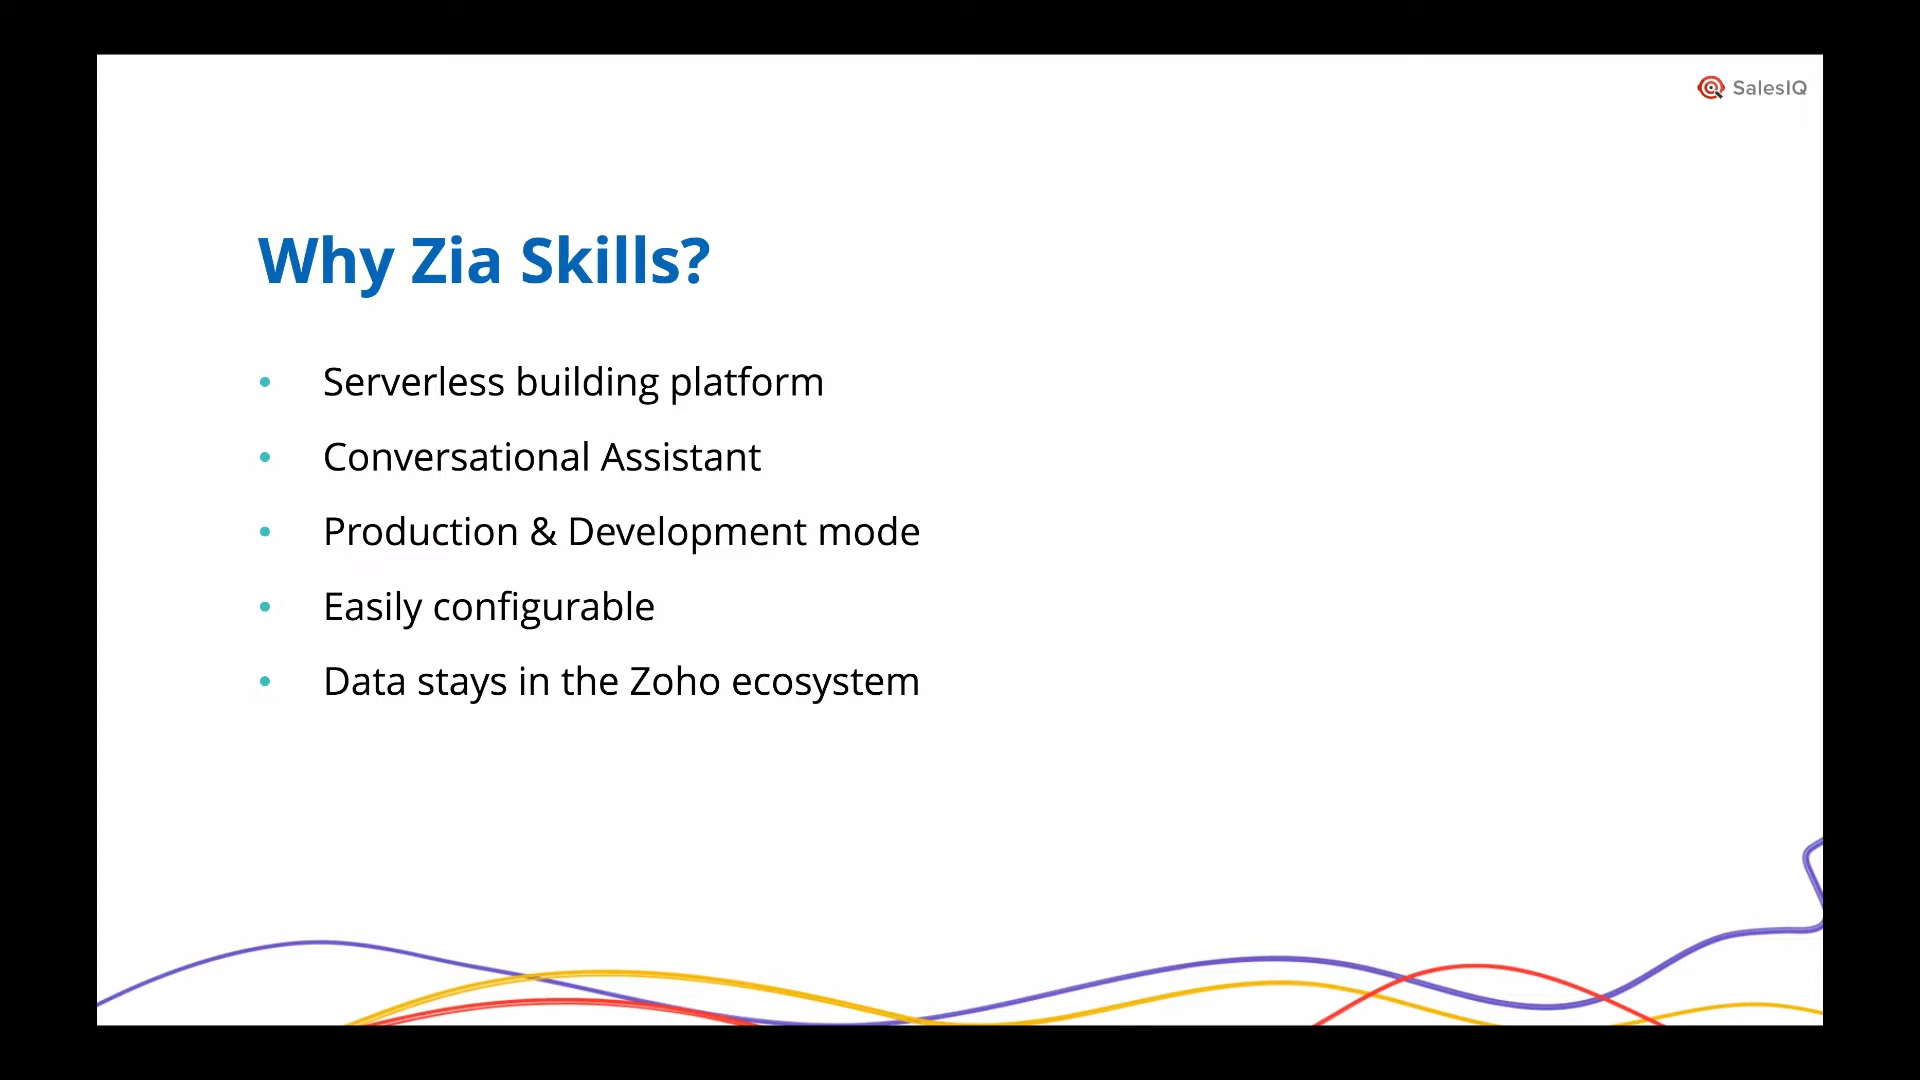 SalesIQ
Why Zia Skills?
• Serverless building platform
• Conversational Assistant
• Production & Development mode
• Easily configurable
• Data stays in the Zoho ecosystem